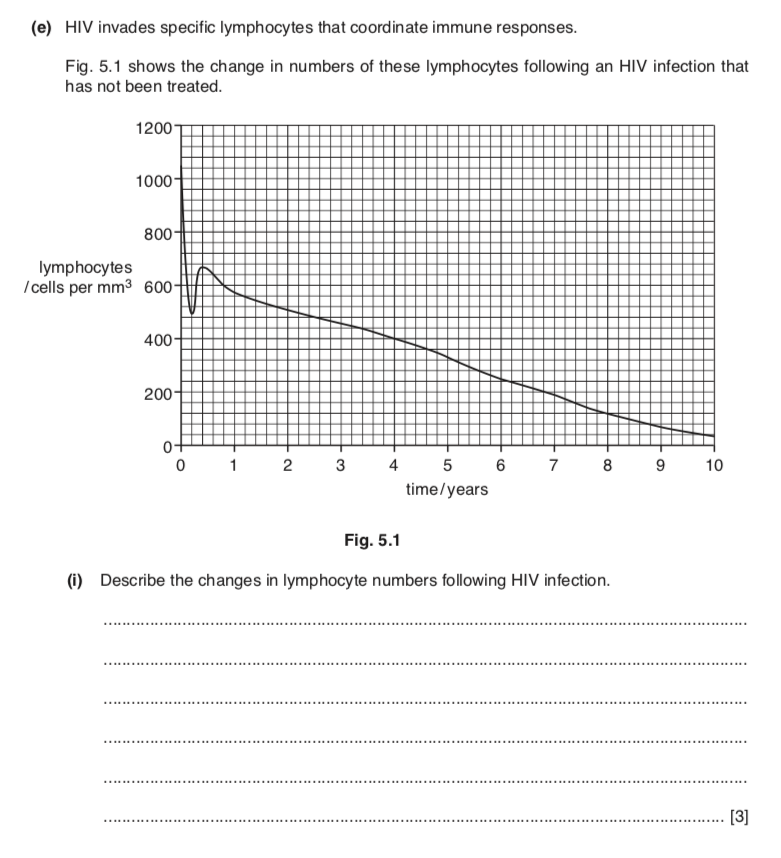 (e) HIV invades specific lymphocytes that coordinate immune responses.
Fig. 5.1 shows the change in numbers of these lymphocytes following an HIV infection that
has not been treated.
1200
1000
800
lymphocytes
/cells per mm³
600
400
200
0
0 1 2 3 4 5 6 7 8 9 10
time/years
Fig. 5.1
(i) Describe the changes in lymphocyte numbers following HIV infection.
[3]